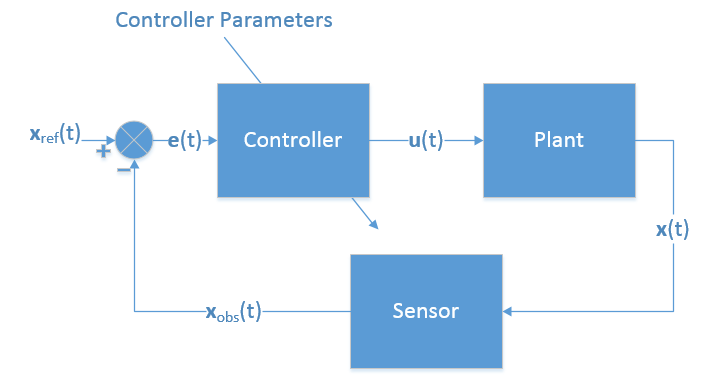 Controller Parameters
xref(t)
+
−
e(t)
Controller
u(t)
Plant
x(t)
Sensor
xobs(t)